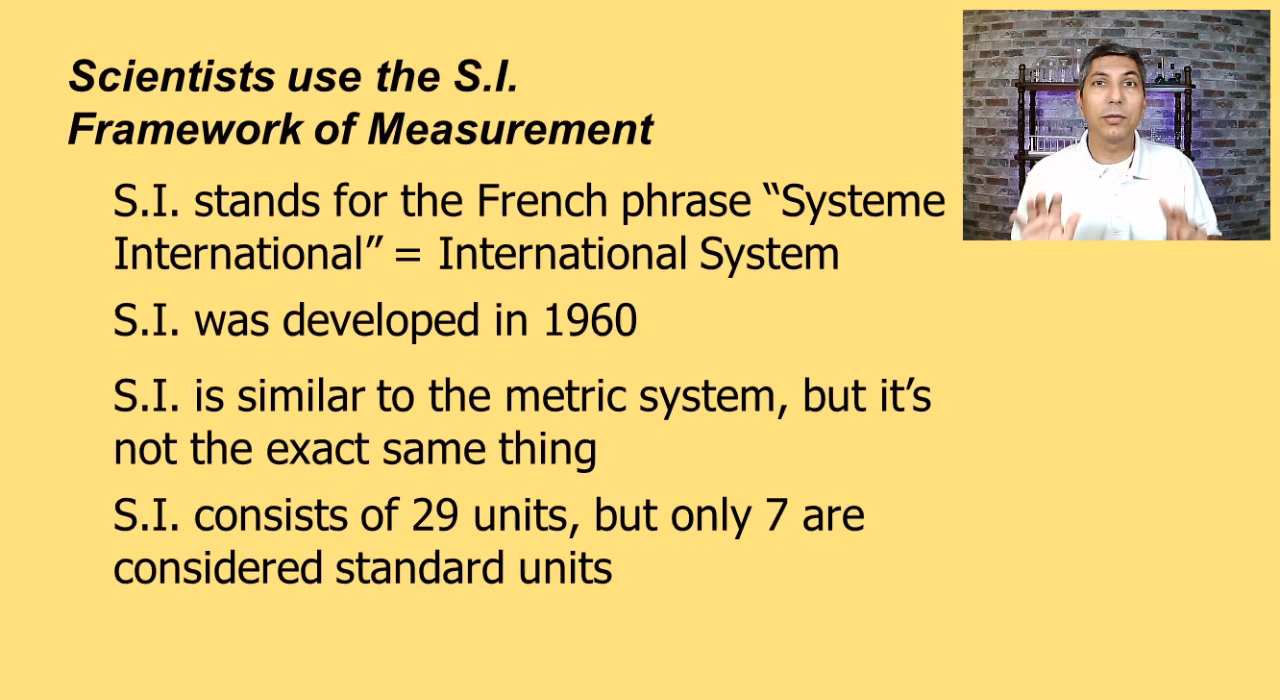 Scientists use the S.I.
Framework of Measurement
S.I. stands for the French phrase “Systeme
International” = International System
S.I. was developed in 1960
S.I. is similar to the metric system, but it’s
not the exact same thing
S.I. consists of 29 units, but only 7 are
considered standard units